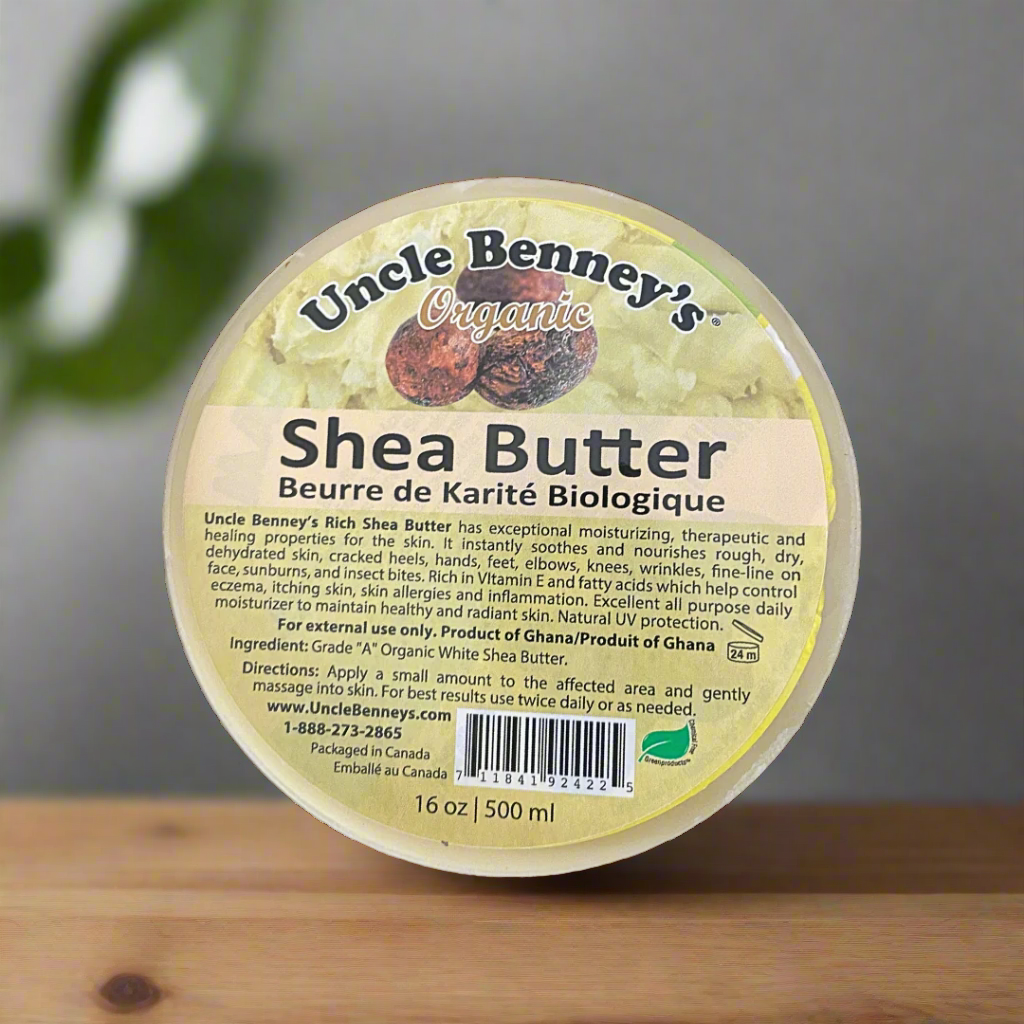 Uncle Benney's®
Organic
Shea Butter
Beurre de Karité Biologique
Uncle Benney's Rich Shea Butter has exceptional moisturizing, therapeutic and
healing properties for the skin. It instantly soothes and nourishes rough, dry,
dehydrated skin, cracked heels, hands, feet, elbows, knees, wrinkles, fine-line on
face, sunburns, and insect bites. Rich in VItamin E and fatty acids which help control
eczema, itching skin, skin allergies and inflammation. Excellent all purpose daily
moisturizer to maintain healthy and radiant skin. Natural UV protection.
For external use only. Product of Ghana/Produit of Ghana
24 m
Ingredient: Grade "A" Organic White Shea Butter.
Directions: Apply a small amount to the affected area and gently
massage into skin. For best results use twice daily or as needed.
www.UncleBenneys.com
1-888-273-2865
Packaged in Canada
Emballé au Canada
7 11841 92422 5
Greenproducts™
16 oz | 500 ml